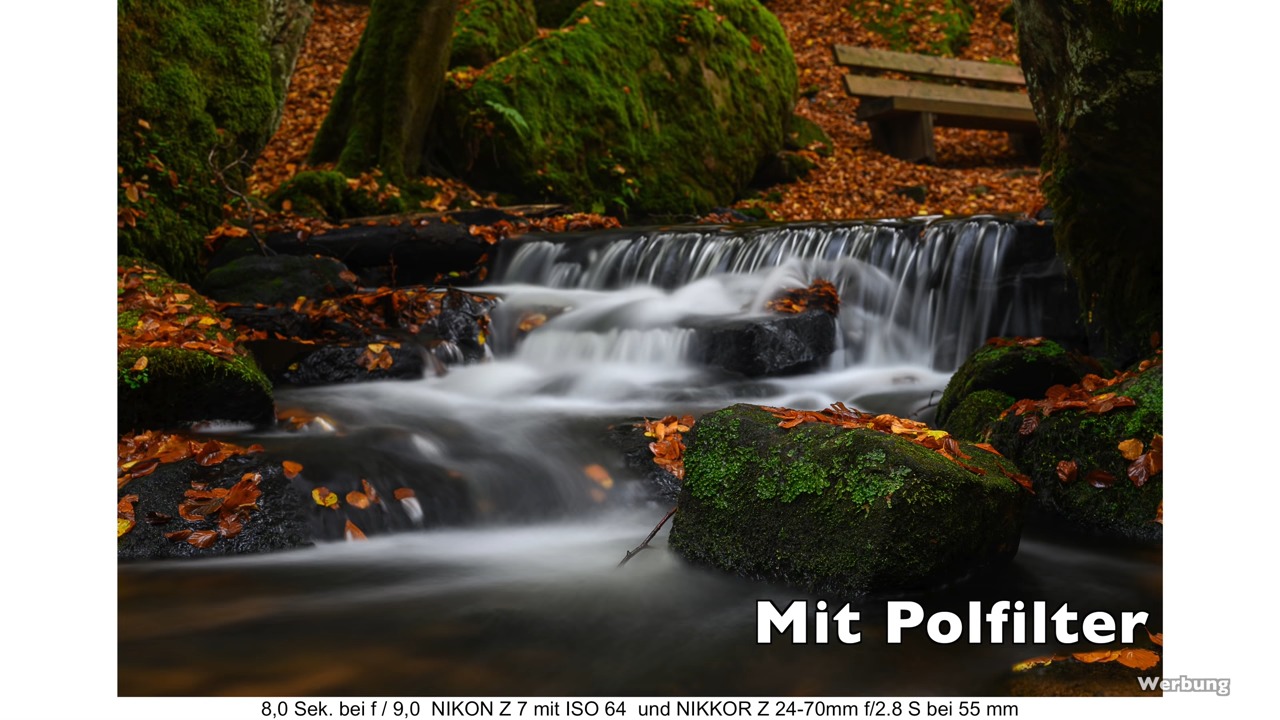 Mit Polfilter
Werbung
8,0 Sek. bei f / 9,0 NIKON Z 7 mit ISO 64 und NIKKOR Z 24-70mm f/2.8 S bei 55 mm